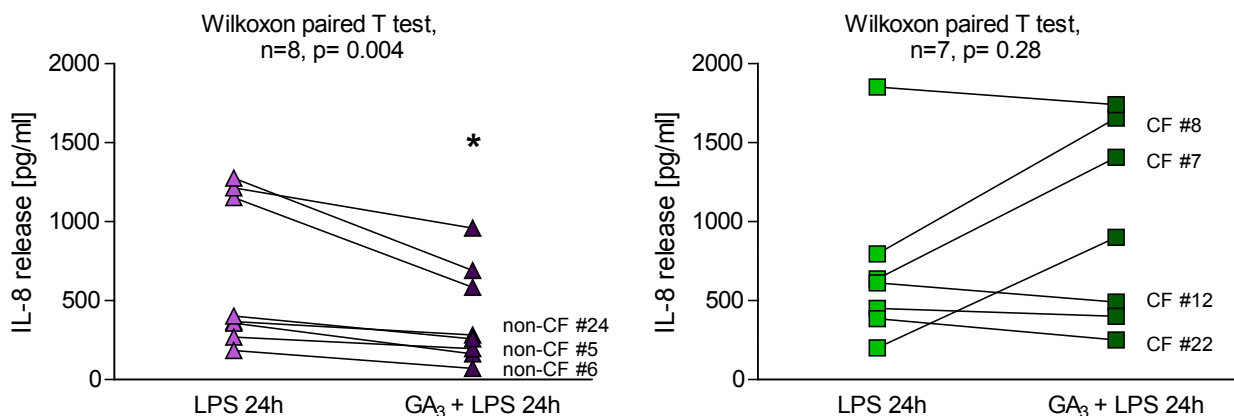 Wilkoxon paired T test,
n=8, p= 0.004
2000
1500
1000
500
0
IL-8 release [pg/ml]
*
non-CF #24
non-CF #5
non-CF #6
LPS 24h
GA₃ + LPS 24h
Wilkoxon paired T test,
n=7, p= 0.28
2000
1500
1000
500
0
IL-8 release [pg/ml]
CF #8
CF #7
CF #12
CF #22
LPS 24h
GA₃ + LPS 24h